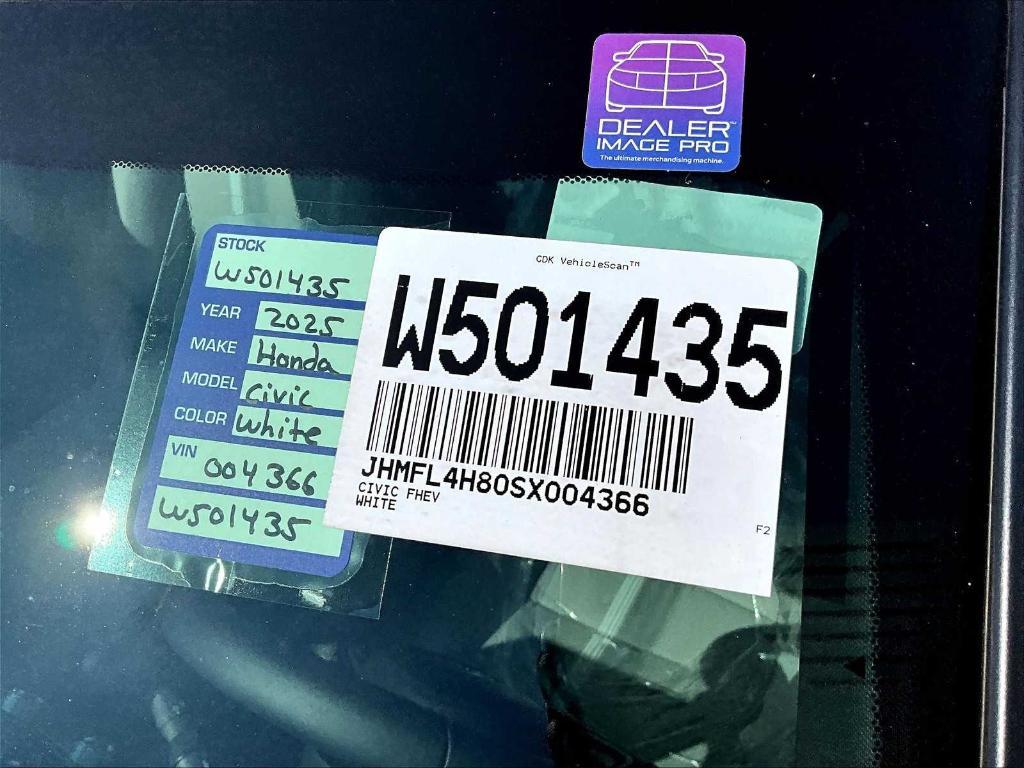 DEALER
IMAGE PRO
The ultimate merchandising machine.
STOCK
W501435
YEAR 2025
MAKE Honda
MODEL Civic
COLOR White
VIN 004366
W501435
CDK VehicleScan™
W501435
JHMFL4H80SX004366
CIVIC FHEV
WHITE
F2